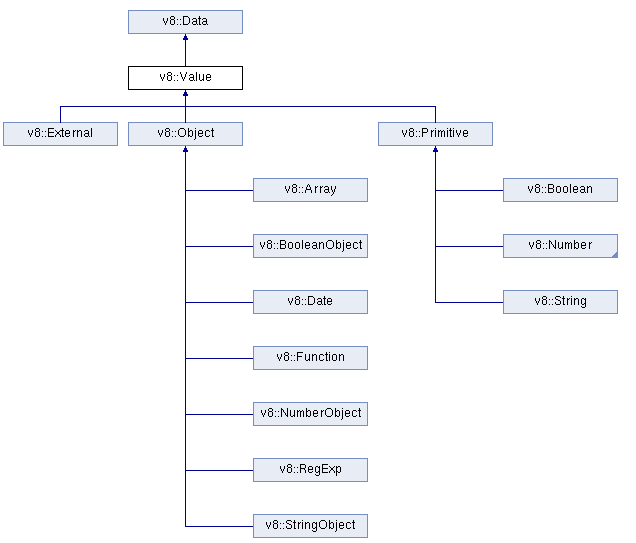 v8::Data
v8::Value
v8::External
v8::Object
v8::Primitive
v8::Array
v8::Boolean
v8::BooleanObject
v8::Number
v8::Date
v8::String
v8::Function
v8::NumberObject
v8::RegExp
v8::StringObject